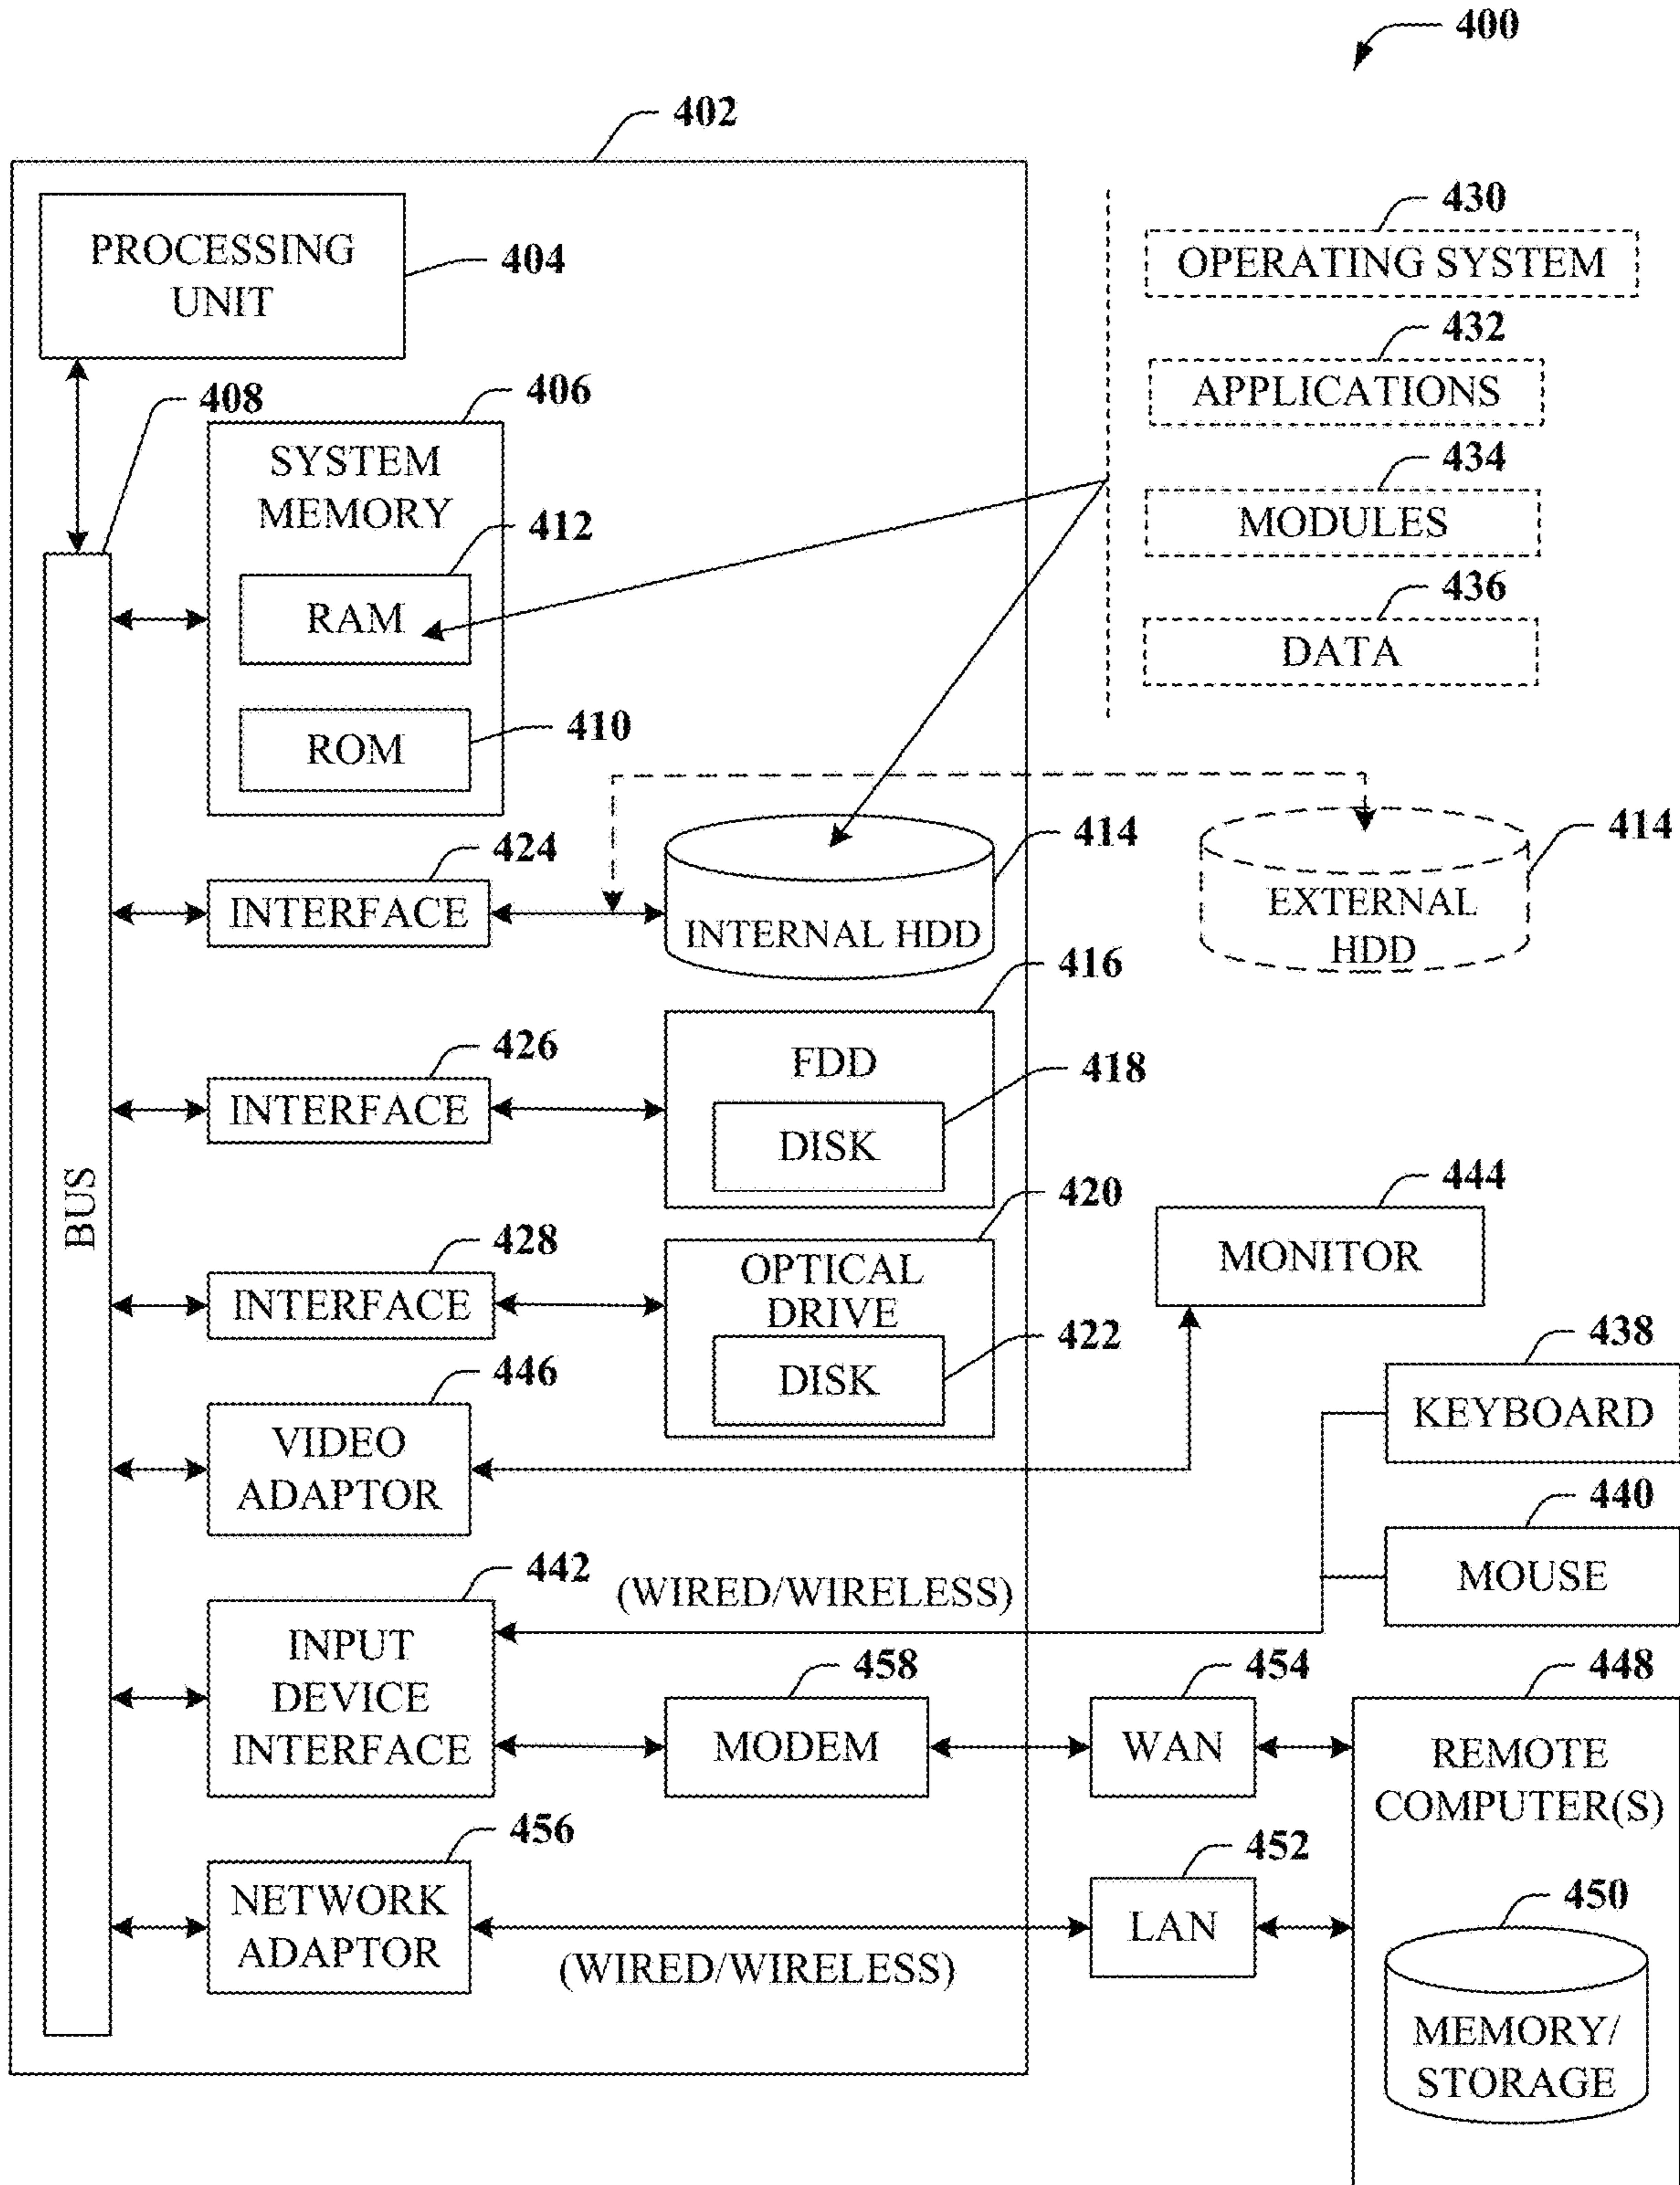 400
402
PROCESSING
UNIT
404
430
OPERATING SYSTEM
432
APPLICATIONS
434
MODULES
436
DATA
408
406
SYSTEM
MEMORY
412
RAM
410
ROM
BUS
424
INTERFACE
414
INTERNAL HDD
414
EXTERNAL
HDD
426
INTERFACE
416
FDD
418
DISK
428
INTERFACE
420
OPTICAL
DRIVE
422
DISK
444
MONITOR
446
VIDEO
ADAPTOR
438
KEYBOARD
440
MOUSE
442
INPUT
DEVICE
INTERFACE
(WIRED/WIRELESS)
458
MODEM
454
WAN
448
REMOTE
COMPUTER(S)
456
NETWORK
ADAPTOR
(WIRED/WIRELESS)
452
LAN
450
MEMORY/
STORAGE